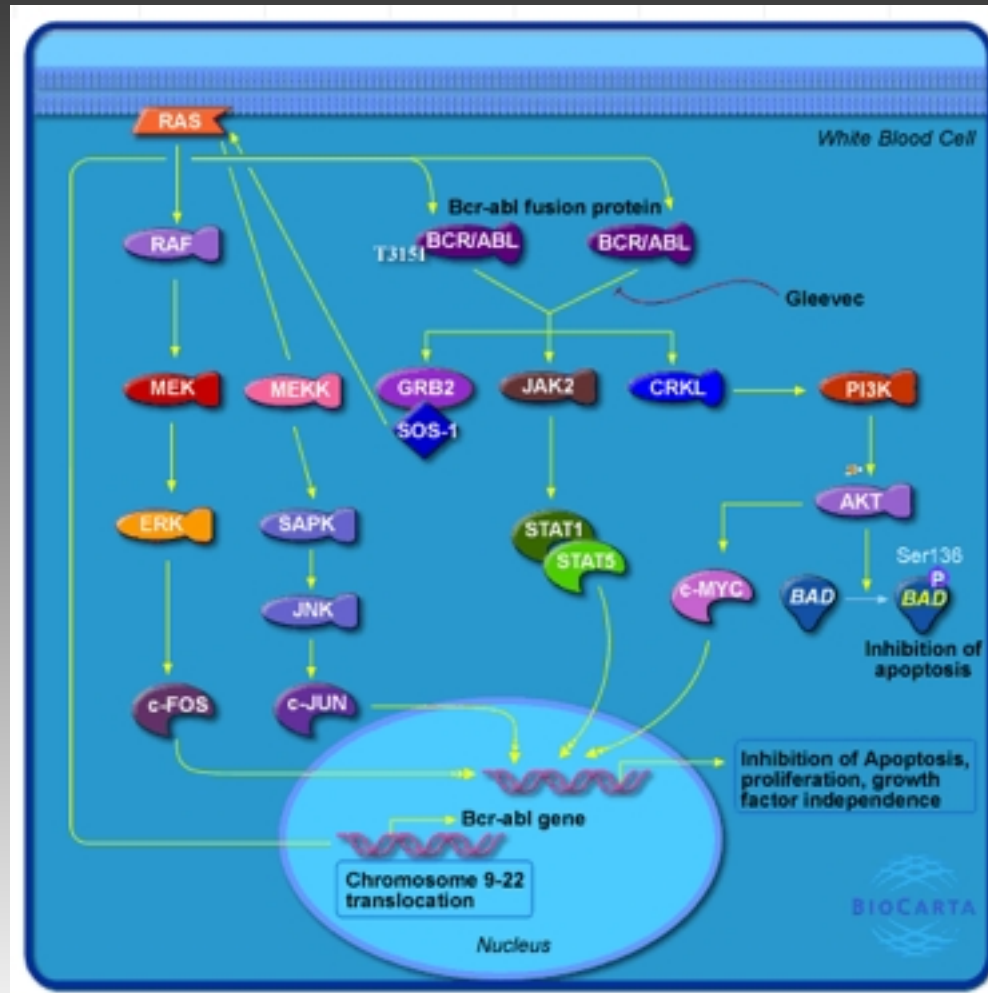 RAS
White Blood Cell
Bcr-abl fusion protein
RAF
T315I
BCR/ABL
BCR/ABL
Gleevec
MEK
MEKK
GRB2
JAK2
CRKL
PI3K
SOS-1
AKT
ERK
SAPK
STAT1
STAT5
Ser136
P
c-MYC
BAD
BAD
JNK
Inhibition of
apoptosis
c-FOS
c-JUN
Inhibition of Apoptosis,
proliferation, growth
factor independence
Bcr-abl gene
Chromosome 9-22
translocation
BIOCARTA
Nucleus